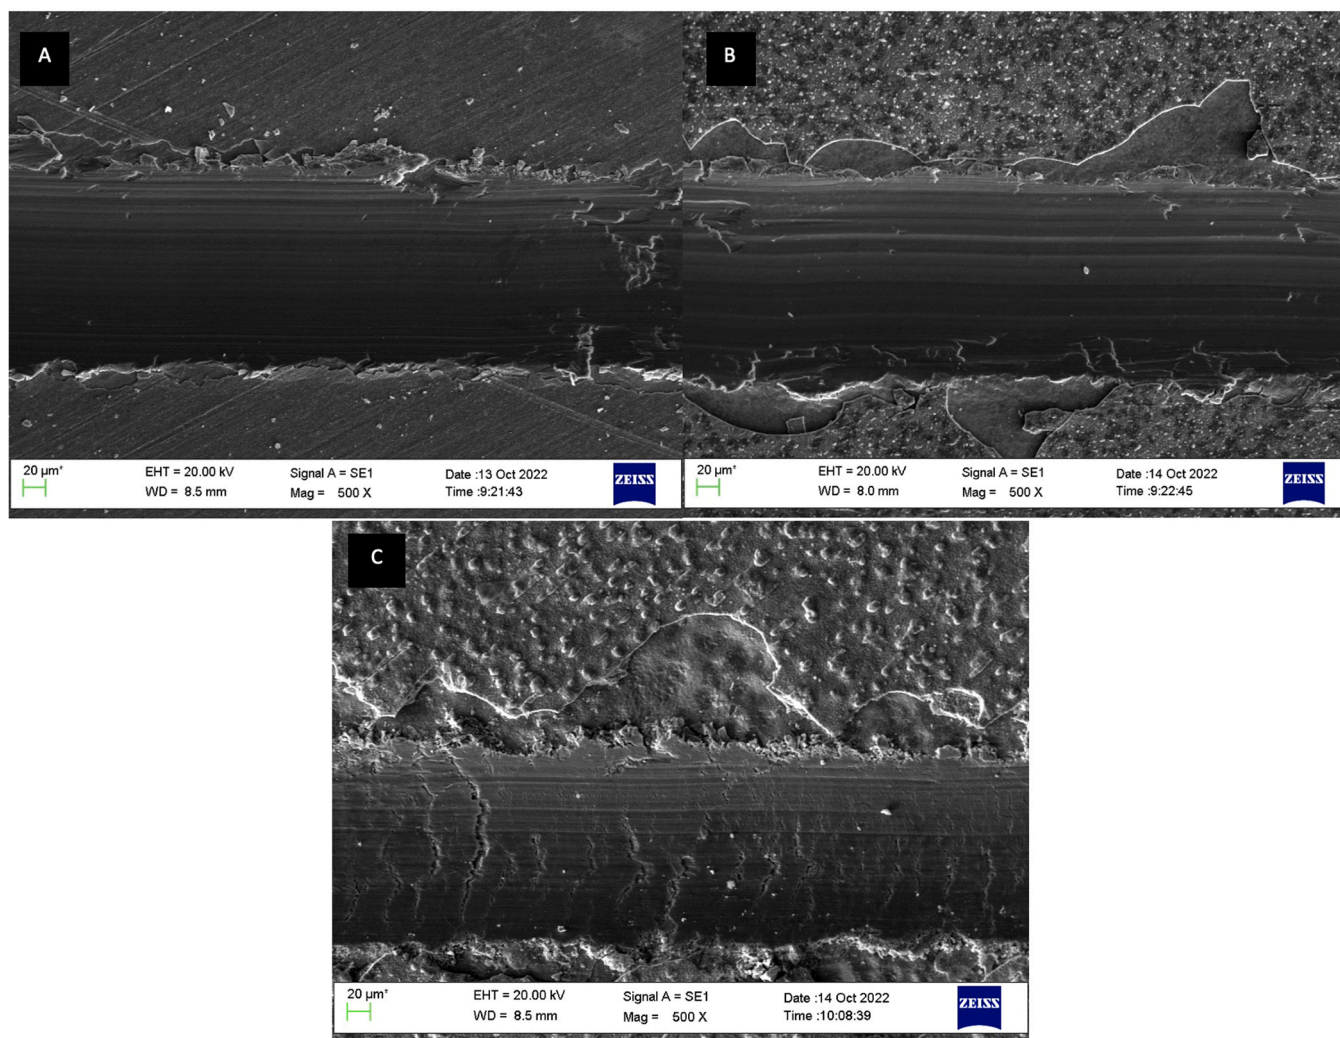 A
B
20 µm*
EHT = 20.00 kV
Signal A = SE1
Date :13 Oct 2022
WD = 8.5 mm
Mag = 500 X
Time :9:21:43
ZEISS
20 µm*
EHT = 20.00 kV
Signal A = SE1
Date :14 Oct 2022
WD = 8.0 mm
Mag = 500 X
Time :9:22:45
ZEISS
C
20 µm*
EHT = 20.00 kV
Signal A = SE1
Date :14 Oct 2022
WD = 8.5 mm
Mag = 500 X
Time :10:08:39
ZEISS